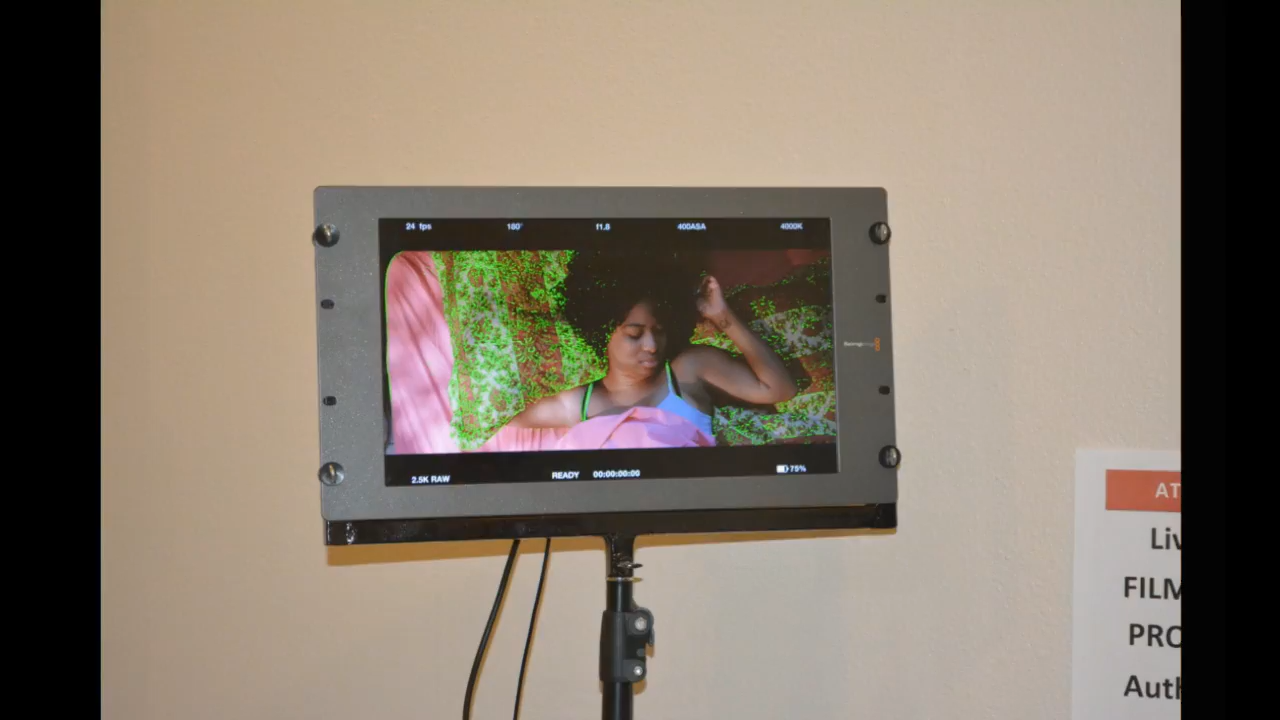 24 fps 180° f1.8 400ASA 4000K
2.5K RAW READY 00:00:00:00 75%
AT
Liv
FILM
PRO
Auth